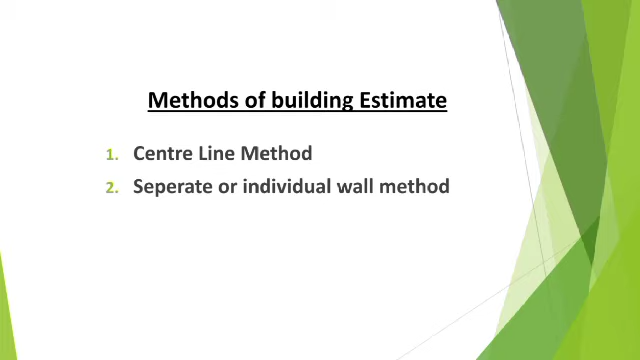 Methods of building Estimate
1. Centre Line Method
2. Seperate or individual wall method